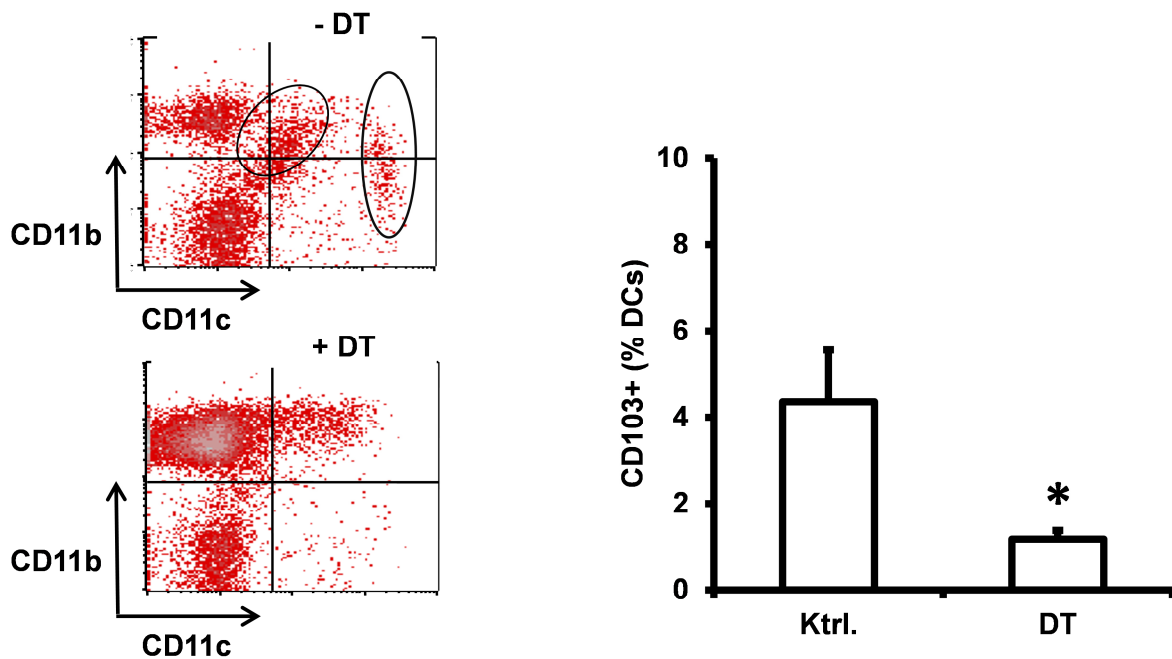 - DT
CD11b
CD11c
+ DT
CD11b
CD11c
CD103+ (% DCs)
10
8
6
4
2
0
*
Ktrl.
DT